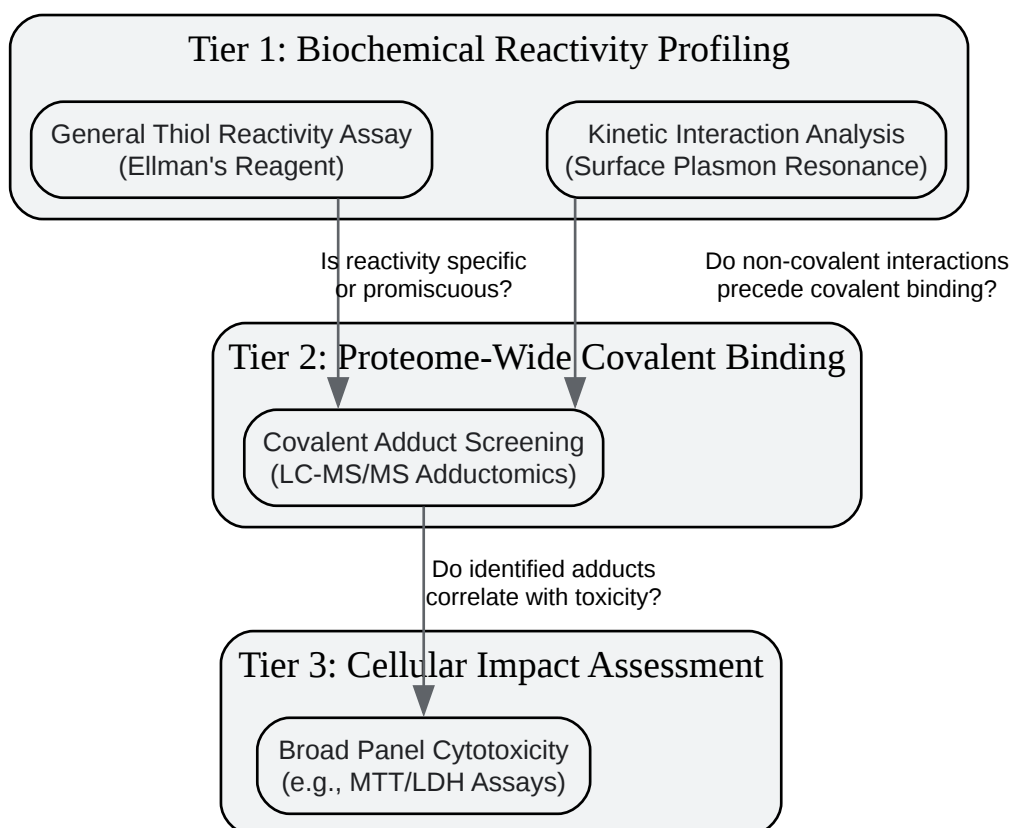 Tier 1: Biochemical Reactivity Profiling
General Thiol Reactivity Assay
(Ellman's Reagent)
Kinetic Interaction Analysis
(Surface Plasmon Resonance)
Is reactivity specific
or promiscuous?
Do non-covalent interactions
precede covalent binding?
Tier 2: Proteome-Wide Covalent Binding
Covalent Adduct Screening
(LC-MS/MS Adductomics)
Do identified adducts
correlate with toxicity?
Tier 3: Cellular Impact Assessment
Broad Panel Cytotoxicity
(e.g., MTT/LDH Assays)